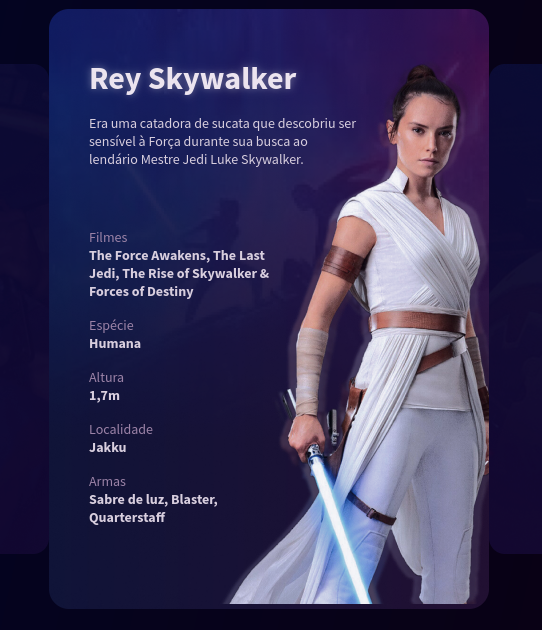 Rey Skywalker
Era uma catadora de sucata que descobriu ser
sensível à Força durante sua busca ao
lendário Mestre Jedi Luke Skywalker.
Filmes
The Force Awakens, The Last
Jedi, The Rise of Skywalker &
Forces of Destiny
Espécie
Humana
Altura
1,7m
Localidade
Jakku
Armas
Sabre de luz, Blaster,
Quarterstaff